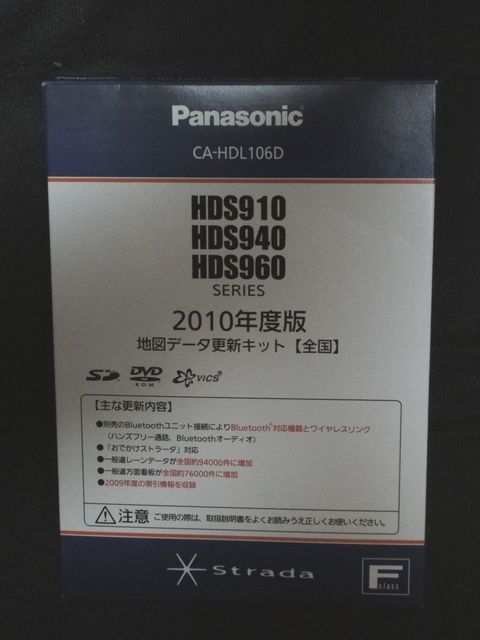 Panasonic
CA-HDL106D
HDS910
HDS940
HDS960
SERIES
2010年度版
地図データ更新キット【全国】
SD DVD ROM VICS®
【主な更新内容】
●別売のBluetoothユニット接続によりBluetooth®対応機器とワイヤレスリンク
（ハンズフリー通話、Bluetoothオーディオ）
●「おでかけストラーダ」対応
●一般道レーンデータが全国約94000件に増加
●一般道方面看板が全国約76000件に増加
●2009年度の索引情報を収録
注意 ご使用の際は、取扱説明書をよくお読みうえ正しくお使いください。
Strada
F class